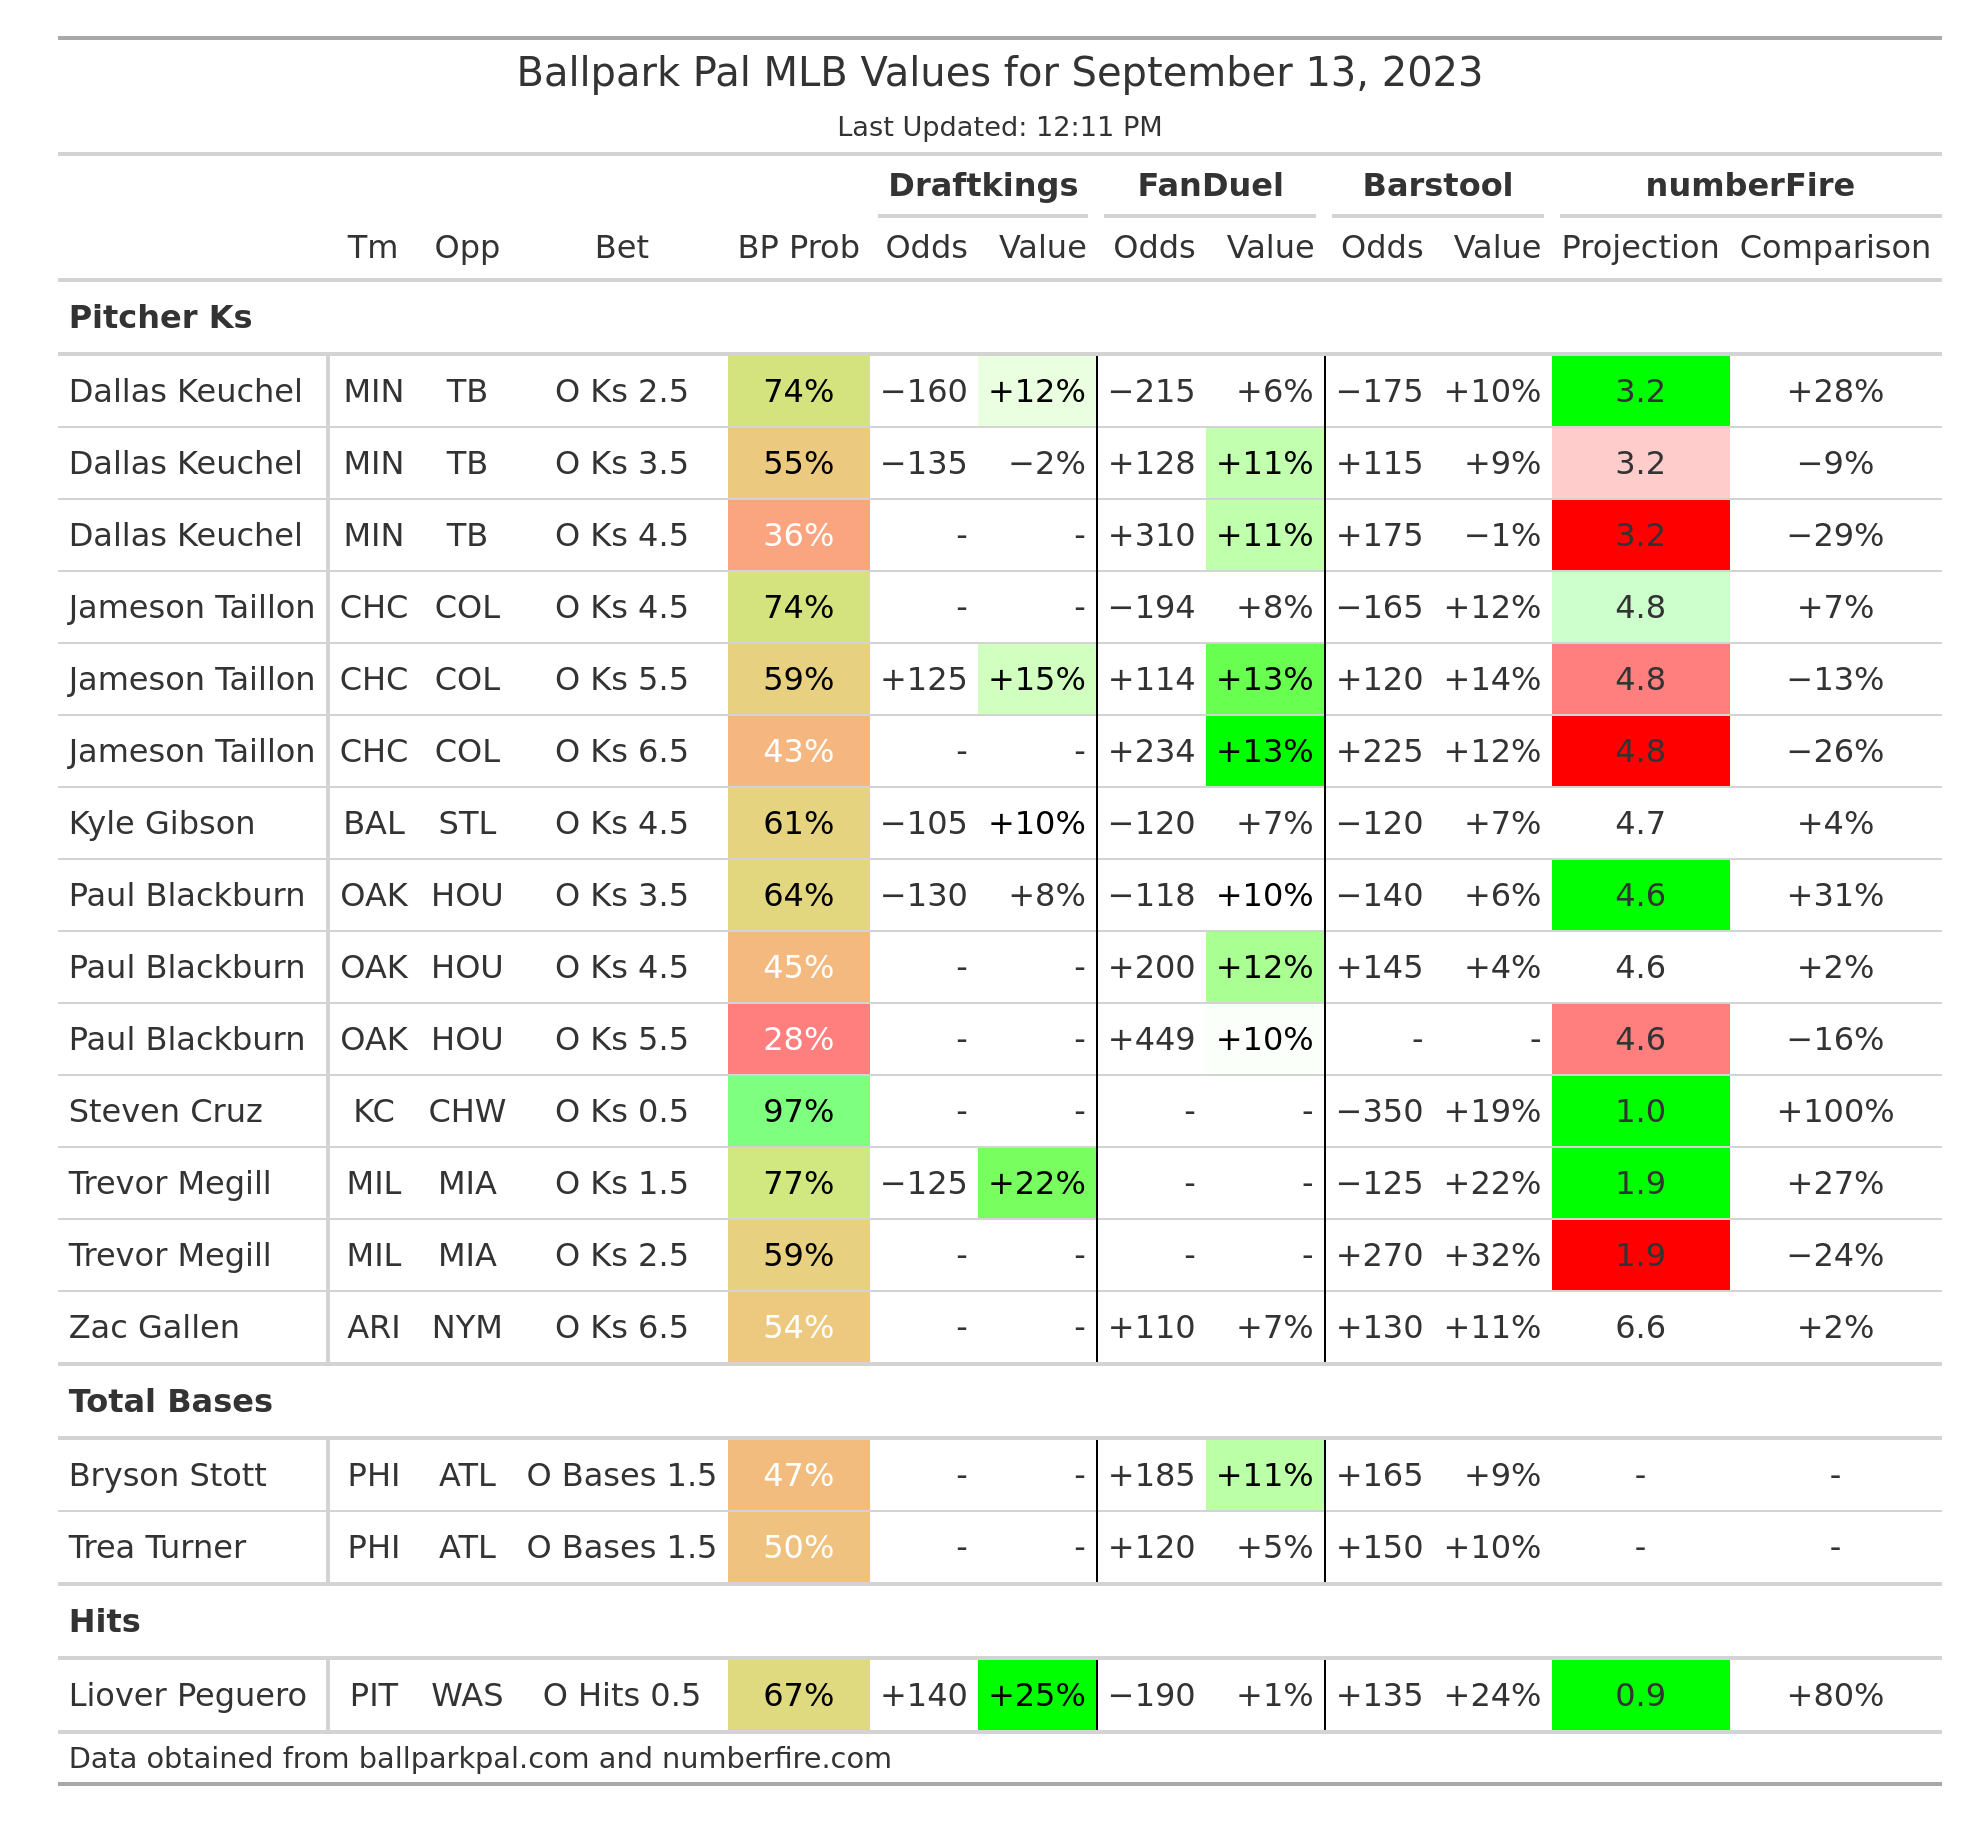 Ballpark Pal MLB Values for September 13, 2023
Last Updated: 12:11 PM
Draftkings FanDuel Barstool numberFire
Tm Opp Bet BP Prob Odds Value Odds Value Odds Value Projection Comparison
Pitcher Ks
Dallas Keuchel MIN TB O Ks 2.5 74% −160 +12% −215 +6% −175 +10% 3.2 +28%
Dallas Keuchel MIN TB O Ks 3.5 55% −135 −2% +128 +11% +115 +9% 3.2 −9%
Dallas Keuchel MIN TB O Ks 4.5 36% - - +310 +11% +175 −1% 3.2 −29%
Jameson Taillon CHC COL O Ks 4.5 74% - - −194 +8% −165 +12% 4.8 +7%
Jameson Taillon CHC COL O Ks 5.5 59% +125 +15% +114 +13% +120 +14% 4.8 −13%
Jameson Taillon CHC COL O Ks 6.5 43% - - +234 +13% +225 +12% 4.8 −26%
Kyle Gibson BAL STL O Ks 4.5 61% −105 +10% −120 +7% −120 +7% 4.7 +4%
Paul Blackburn OAK HOU O Ks 3.5 64% −130 +8% −118 +10% −140 +6% 4.6 +31%
Paul Blackburn OAK HOU O Ks 4.5 45% - - +200 +12% +145 +4% 4.6 +2%
Paul Blackburn OAK HOU O Ks 5.5 28% - - +449 +10% - - 4.6 −16%
Steven Cruz KC CHW O Ks 0.5 97% - - - - −350 +19% 1.0 +100%
Trevor Megill MIL MIA O Ks 1.5 77% −125 +22% - - −125 +22% 1.9 +27%
Trevor Megill MIL MIA O Ks 2.5 59% - - - - +270 +32% 1.9 −24%
Zac Gallen ARI NYM O Ks 6.5 54% - - +110 +7% +130 +11% 6.6 +2%
Total Bases
Bryson Stott PHI ATL O Bases 1.5 47% - - +185 +11% +165 +9% - -
Trea Turner PHI ATL O Bases 1.5 50% - - +120 +5% +150 +10% - -
Hits
Liover Peguero PIT WAS O Hits 0.5 67% +140 +25% −190 +1% +135 +24% 0.9 +80%
Data obtained from ballparkpal.com and numberfire.com